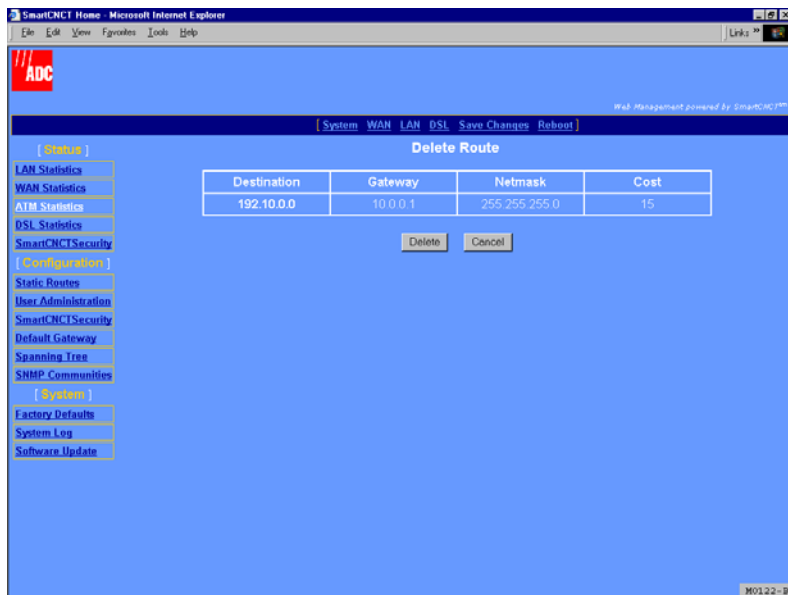 SmartCNCT Home - Microsoft Internet Explorer
File Edit View Favorites Tools Help
Links »
ADC
Web Management powered by SmartCNCT
[ System WAN LAN DSL Save Changes Reboot ]
[ Status ]
LAN Statistics
WAN Statistics
ATM Statistics
DSL Statistics
SmartCNCTSecurity
[ Configuration ]
Static Routes
User Administration
SmartCNCTSecurity
Default Gateway
Spanning Tree
SNMP Communities
[ System ]
Factory Defaults
System Log
Software Update
Delete Route
Destination Gateway Netmask Cost
192.10.0.0 10.0.0.1 255.255.255.0 15
Delete Cancel